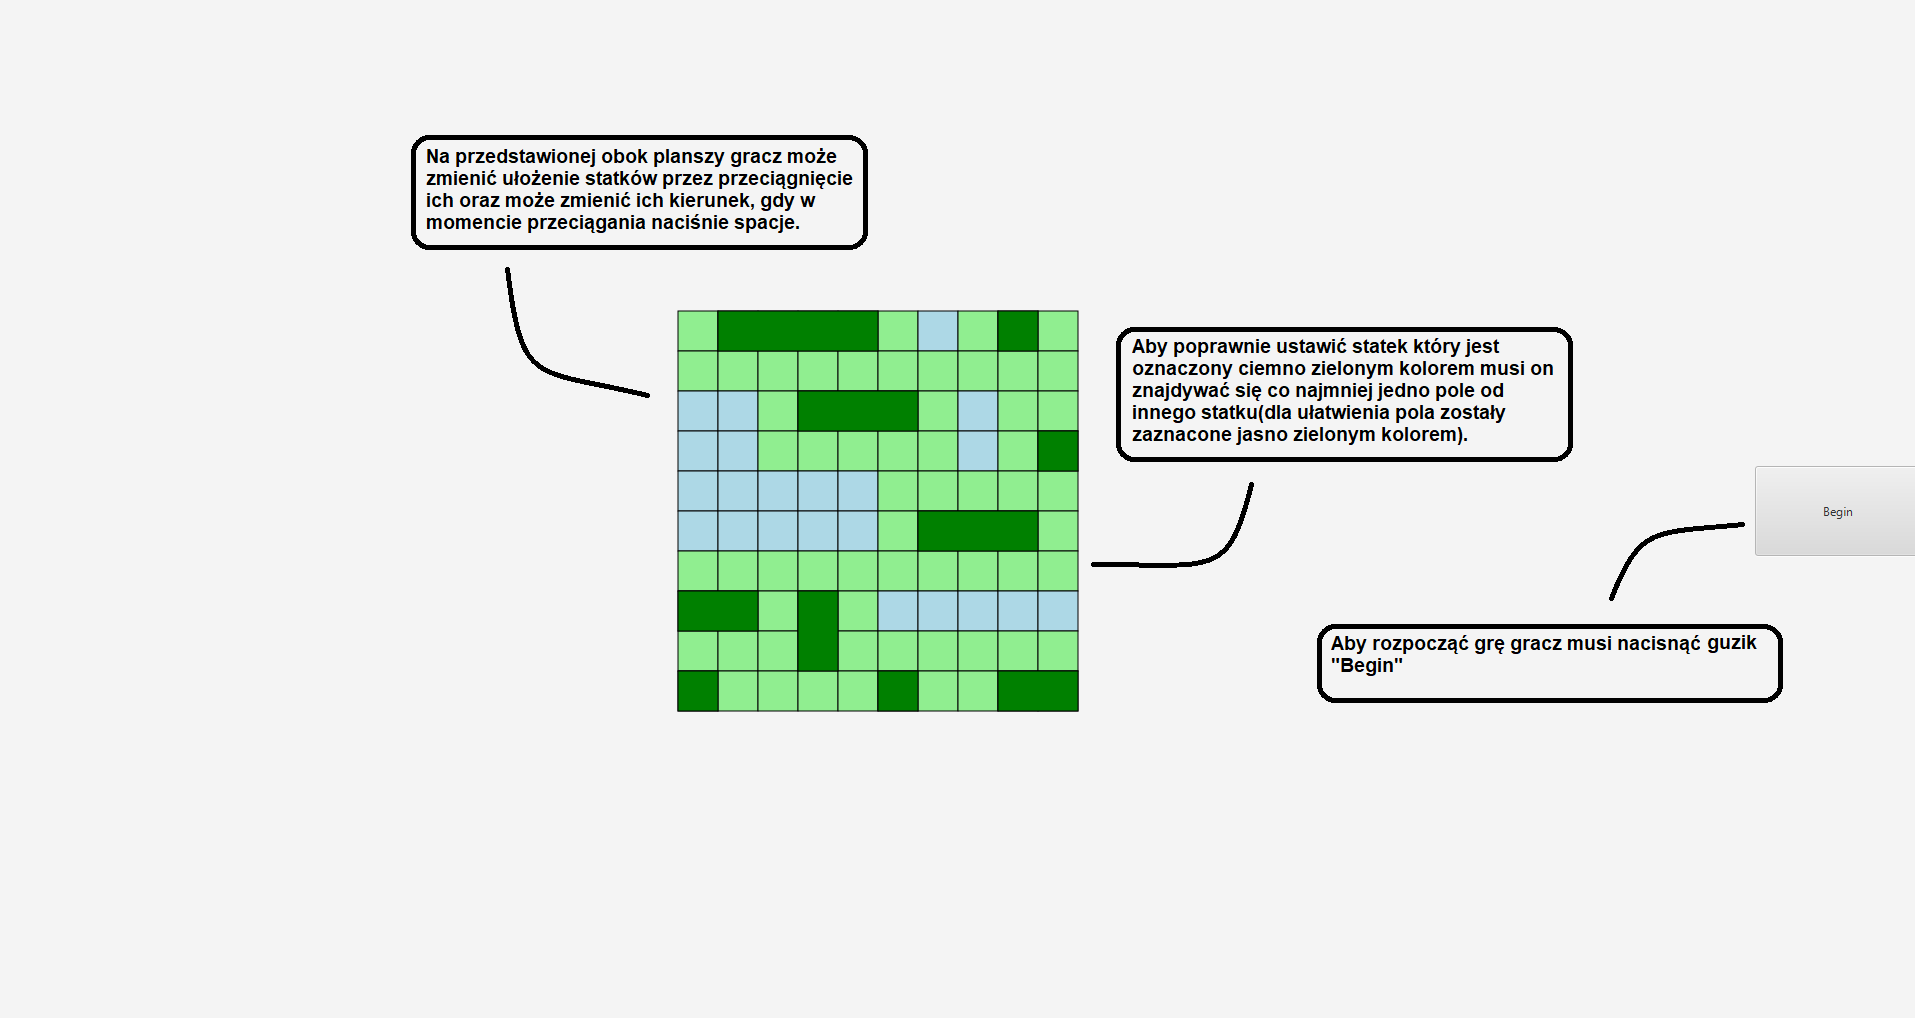 Na przedstawionej obok planszy gracz może
zmienić ułożenie statków przez przeciągnięcie
ich oraz może zmienić ich kierunek, gdy w
momencie przeciągania naciśnie spacje.
Aby poprawnie ustawić statek który jest
oznaczony ciemno zielonym kolorem musi on
znajdywać się co najmniej jedno pole od
innego statku(dla ułatwienia pola zostały
zaznacone jasno zielonym kolorem).
Begin
Aby rozpocząć grę gracz musi nacisnąć guzik
"Begin"